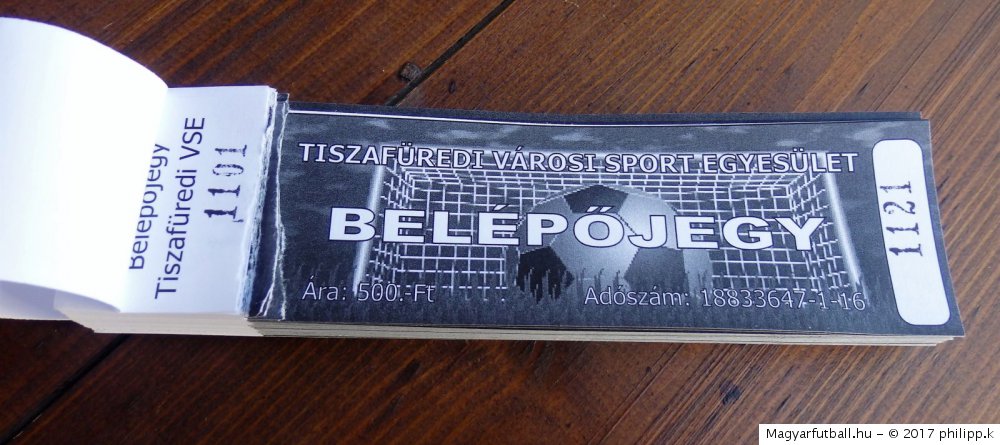 Belépőjegy
Tiszafüredi VSE
1101
TISZAFÜREDI VÁROSI SPORT EGYESÜLET
BELÉPŐJEGY
Ára: 500.-Ft
Adószám: 18833647-1-16
1121
Magyarfutball.hu – © 2017 philipp.k